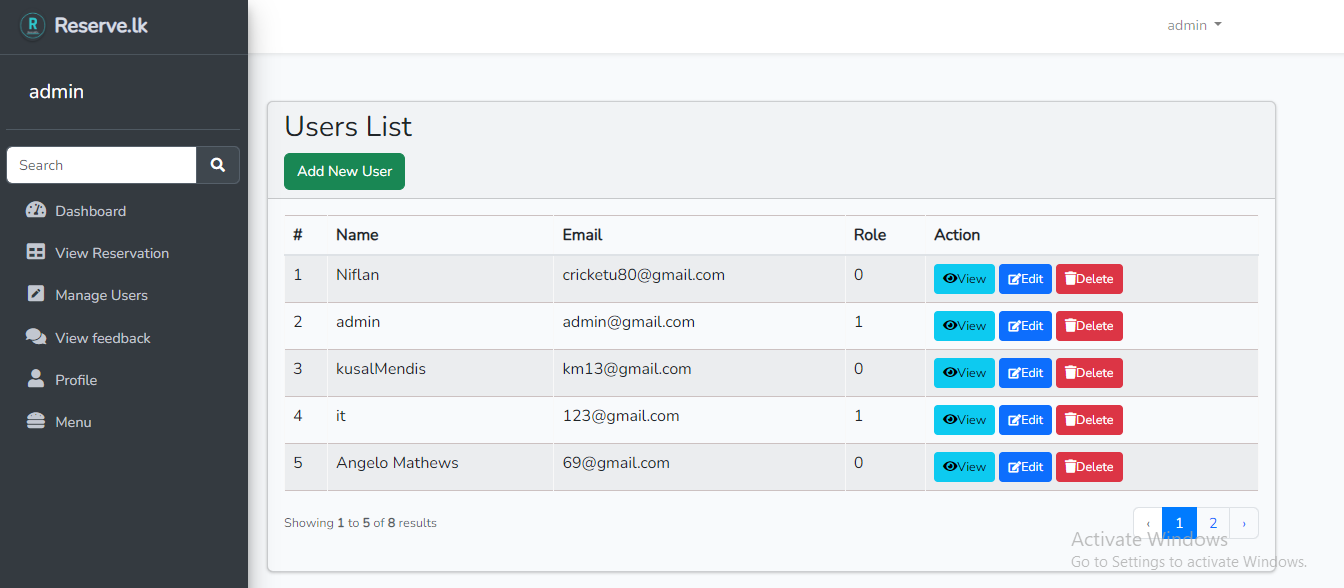 R Reserve.lk
admin
admin
Search
Dashboard
View Reservation
Manage Users
View feedback
Profile
Menu
Users List
Add New User
# Name Email Role Action
1 Niflan cricketu80@gmail.com 0 View Edit Delete
2 admin admin@gmail.com 1 View Edit Delete
3 kusalMendis km13@gmail.com 0 View Edit Delete
4 it 123@gmail.com 1 View Edit Delete
5 Angelo Mathews 69@gmail.com 0 View Edit Delete
Showing 1 to 5 of 8 results
‹ 1 2 ›
Activate Windows
Go to Settings to activate Windows.